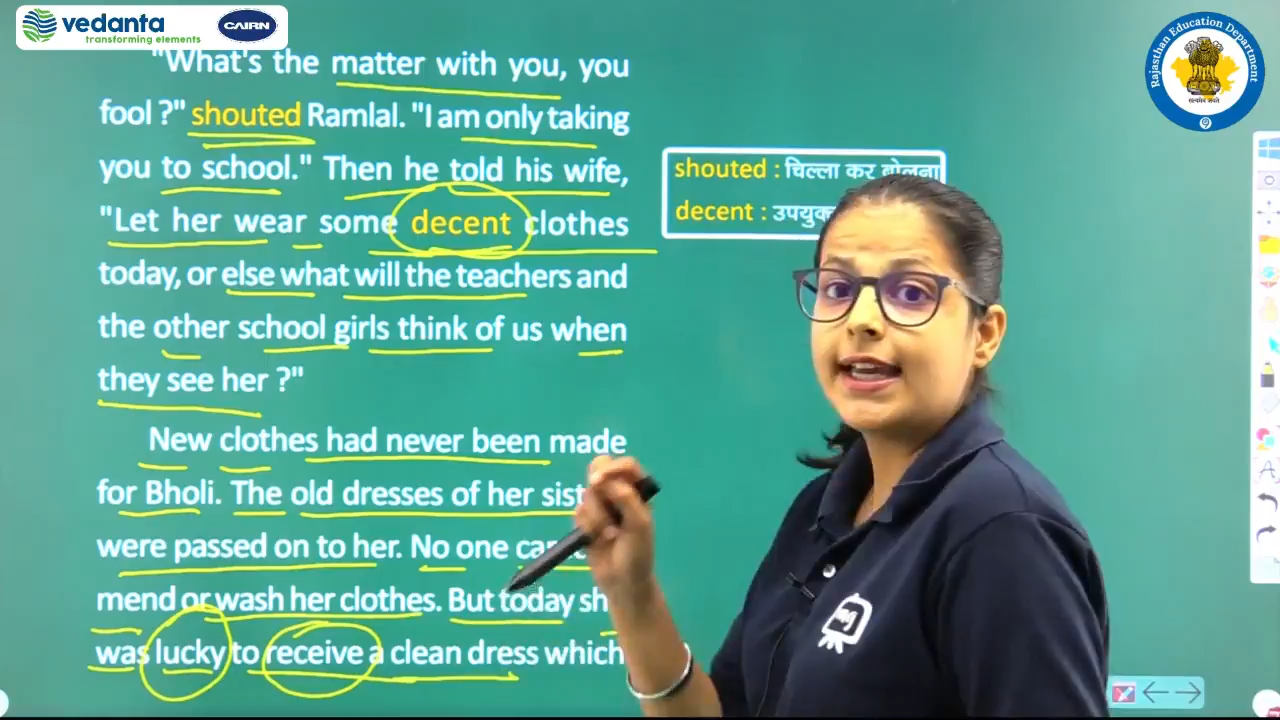 vedanta
transforming elements
CAIRN
Rajasthan Education Department
सत्यमेव जयते
"What's the matter with you, you
fool ?" shouted Ramlal. "I am only taking
you to school." Then he told his wife,
"Let her wear some decent clothes
today, or else what will the teachers and
the other school girls think of us when
they see her ?"
New clothes had never been made
for Bholi. The old dresses of her
were passed on to her. No one
mend or wash her clothes. But today
was lucky to receive a clean dress which
shouted : चिल्ला कर बोलना
decent :